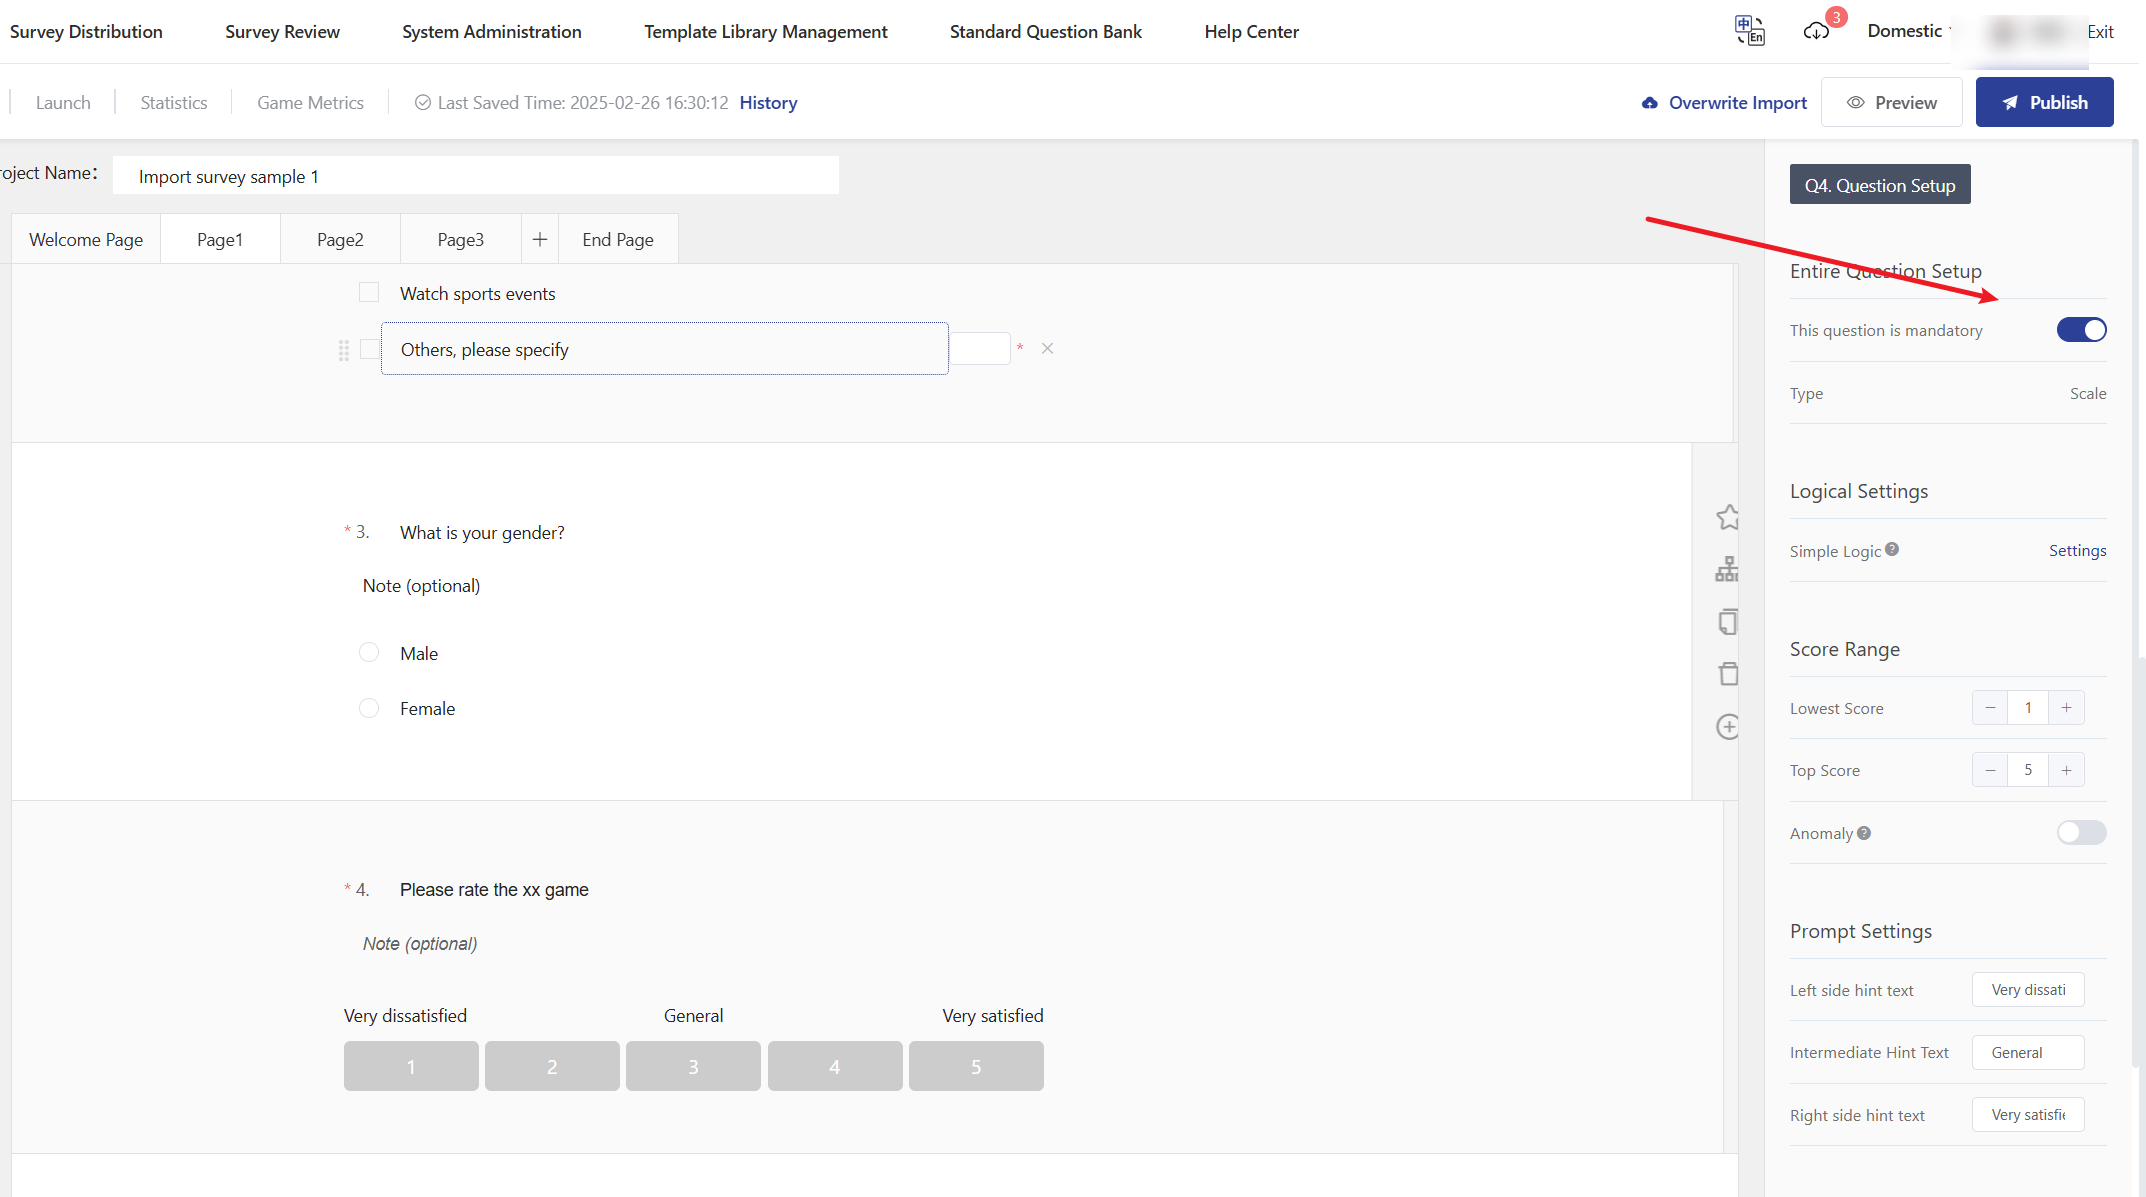 Survey Distribution Survey Review System Administration Template Library Management Standard Question Bank Help Center 中 En 3 Domestic Exit
Launch Statistics Game Metrics Last Saved Time: 2025-02-26 16:30:12 History Overwrite Import Preview Publish
roject Name: Import survey sample 1
Welcome Page Page1 Page2 Page3 + End Page
Watch sports events
Others, please specify *
* 3. What is your gender?
Note (optional)
Male
Female
* 4. Please rate the xx game
Note (optional)
Very dissatisfied General Very satisfied
1 2 3 4 5
Q4. Question Setup
Entire Question Setup
This question is mandatory
Type Scale
Logical Settings
Simple Logic ? Settings
Score Range
Lowest Score − 1 +
Top Score − 5 +
Anomaly ?
Prompt Settings
Left side hint text Very dissati
Intermediate Hint Text General
Right side hint text Very satisfie